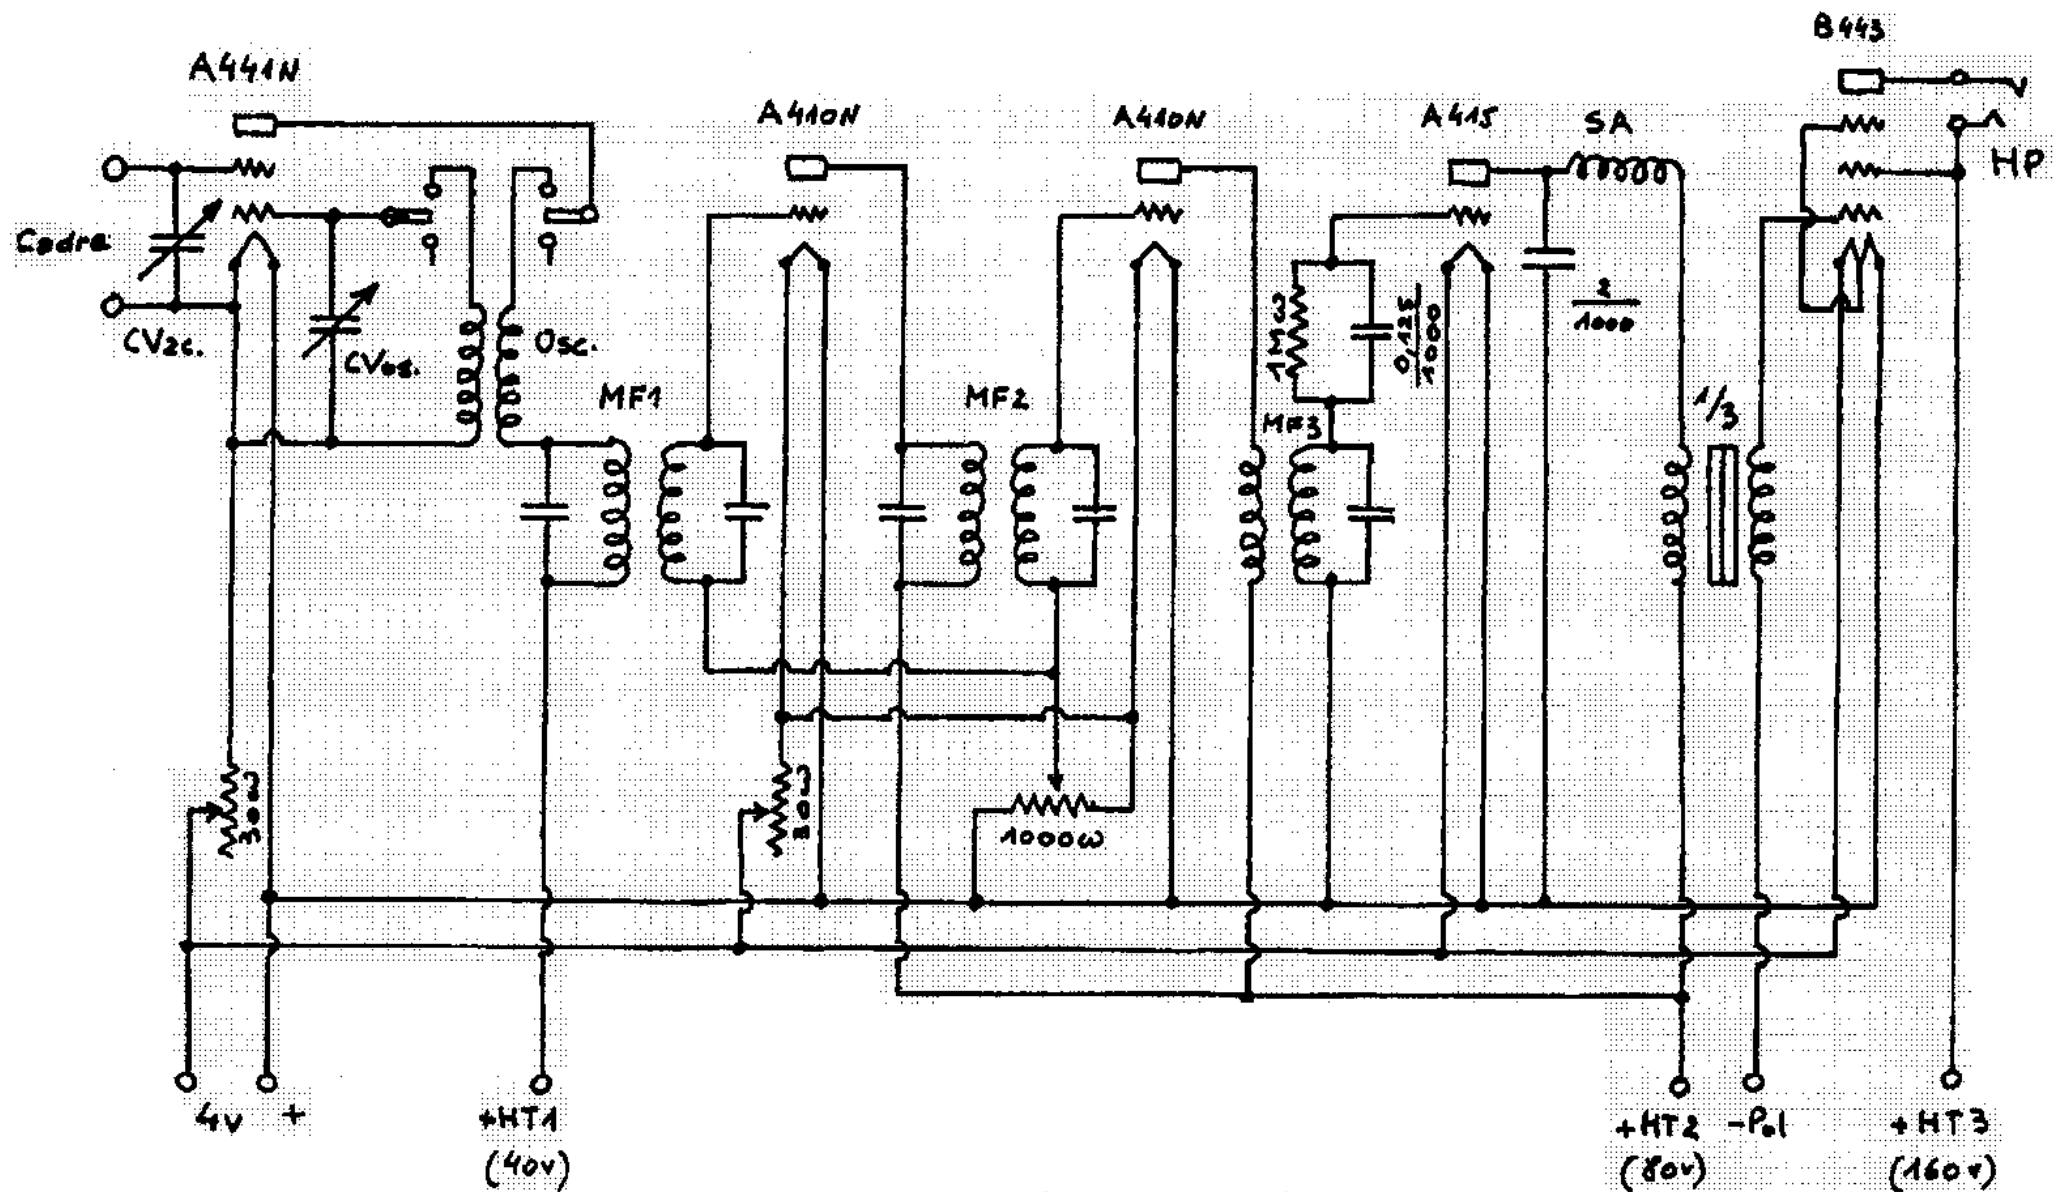 B443
A441N
A410N
A410N
A415
SA
HP
Cadre
CV2c.
CVos.
Osc.
MF1
MF2
MF3
1MΩ
0,125
1000
2
1000
1/3
30ω
30ω
1000ω
4v
+
+HT1
(40v)
+HT2
(80v)
-Pol
+HT3
(160v)